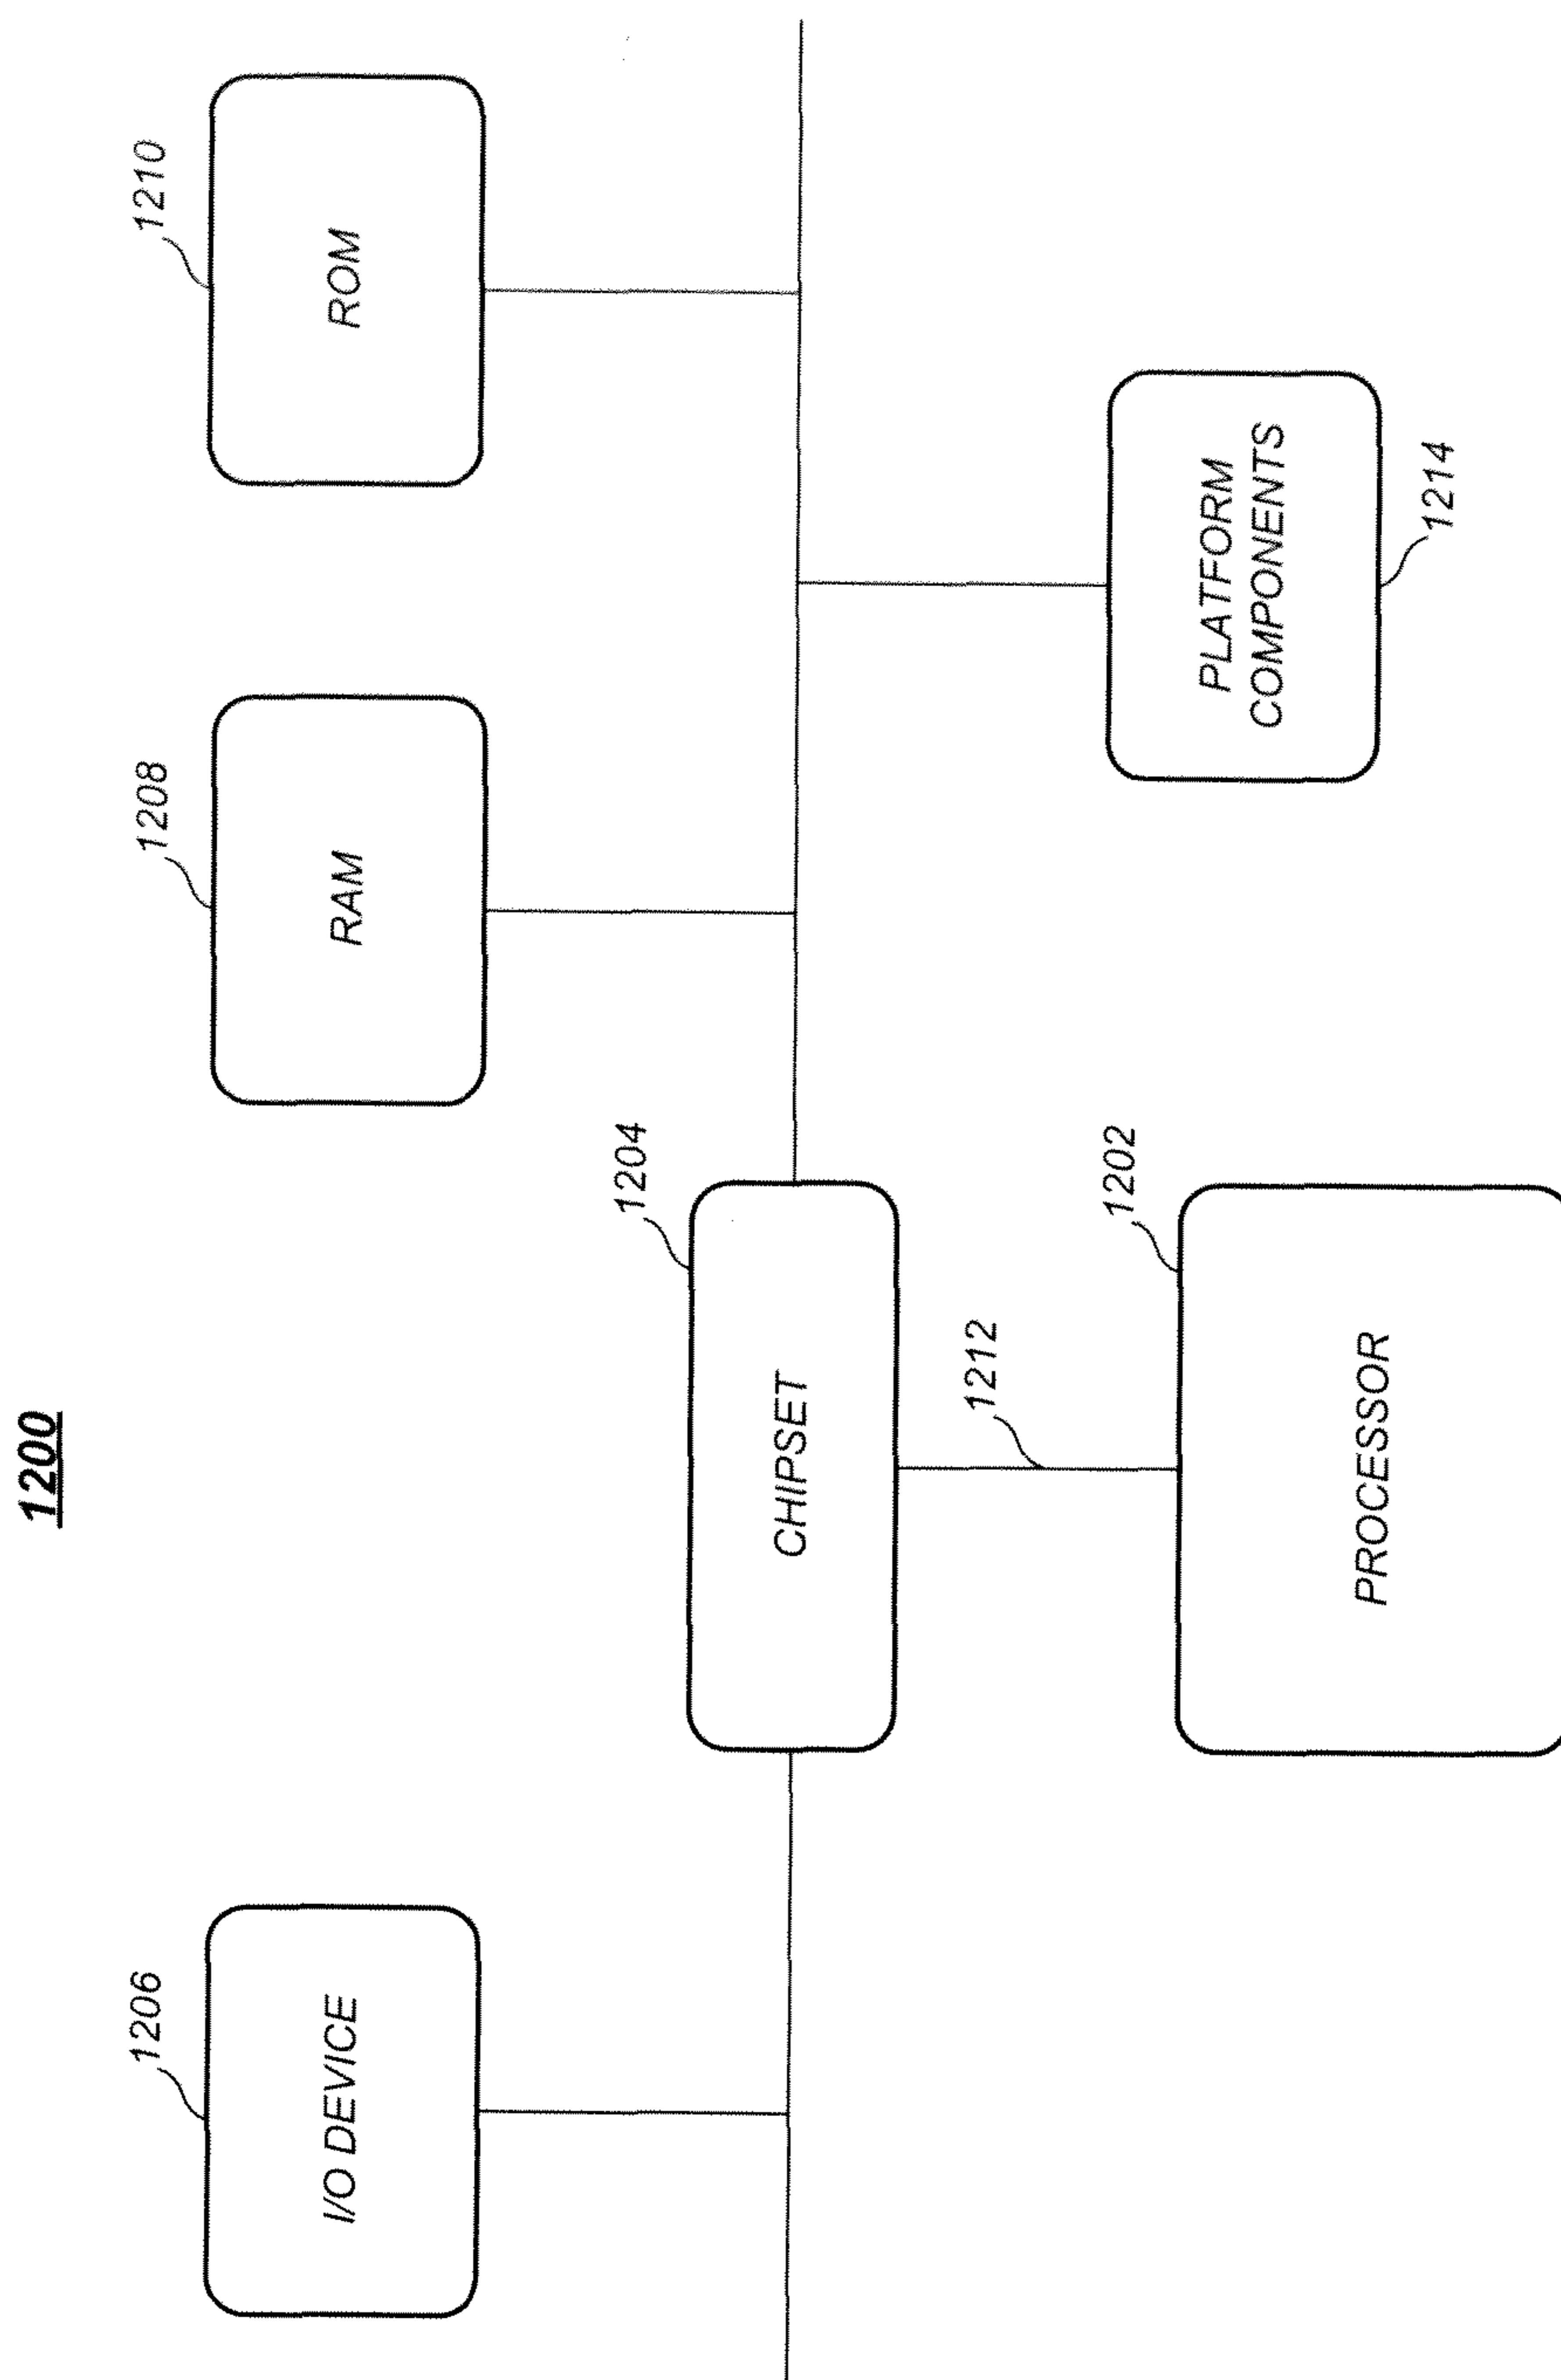 1200
1206
I/O DEVICE
1208
RAM
1210
ROM
1204
CHIPSET
1212
1202
PROCESSOR
PLATFORM
COMPONENTS
1214